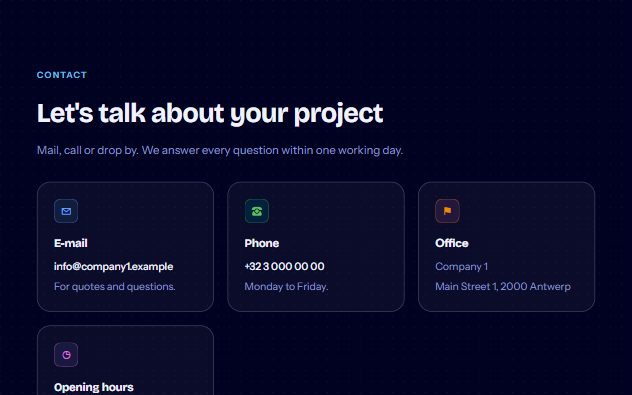 CONTACT
Let's talk about your project
Mail, call or drop by. We answer every question within one working day.
E-mail
info@company1.example
For quotes and questions.
Phone
+32 3 000 00 00
Monday to Friday.
Office
Company 1
Main Street 1, 2000 Antwerp
Opening hours